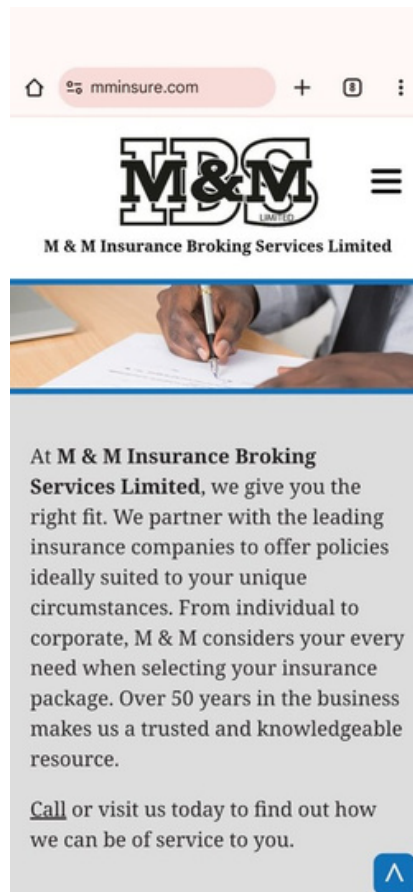 mminsure.com
8
IBS
M&M
LIMITED
M & M Insurance Broking Services Limited
At M & M Insurance Broking
Services Limited, we give you the
right fit. We partner with the leading
insurance companies to offer policies
ideally suited to your unique
circumstances. From individual to
corporate, M & M considers your every
need when selecting your insurance
package. Over 50 years in the business
makes us a trusted and knowledgeable
resource.
Call or visit us today to find out how
we can be of service to you.